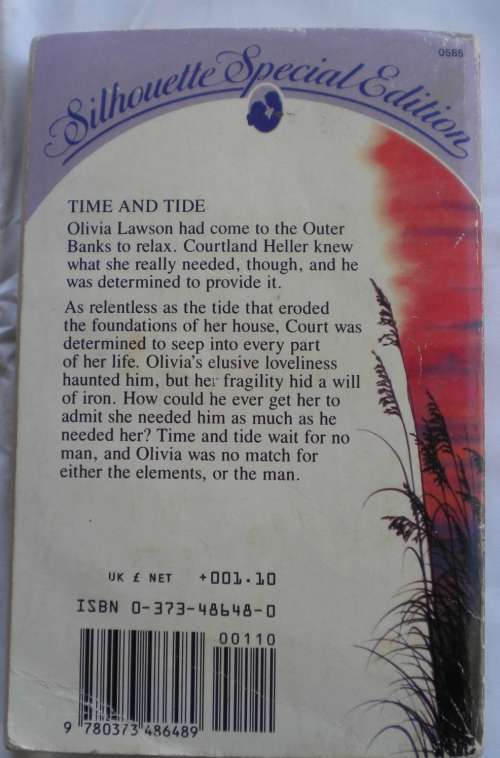 0585
Silhouette Special Edition
TIME AND TIDE
Olivia Lawson had come to the Outer
Banks to relax. Courtland Heller knew
what she really needed, though, and he
was determined to provide it.
As relentless as the tide that eroded
the foundations of her house, Court was
determined to seep into every part
of her life. Olivia's elusive loveliness
haunted him, but her fragility hid a will
of iron. How could he ever get her to
admit she needed him as much as he
needed her? Time and tide wait for no
man, and Olivia was no match for
either the elements, or the man.
UK £ NET +001.10
ISBN 0-373-48648-0
00110
9 780373 486489